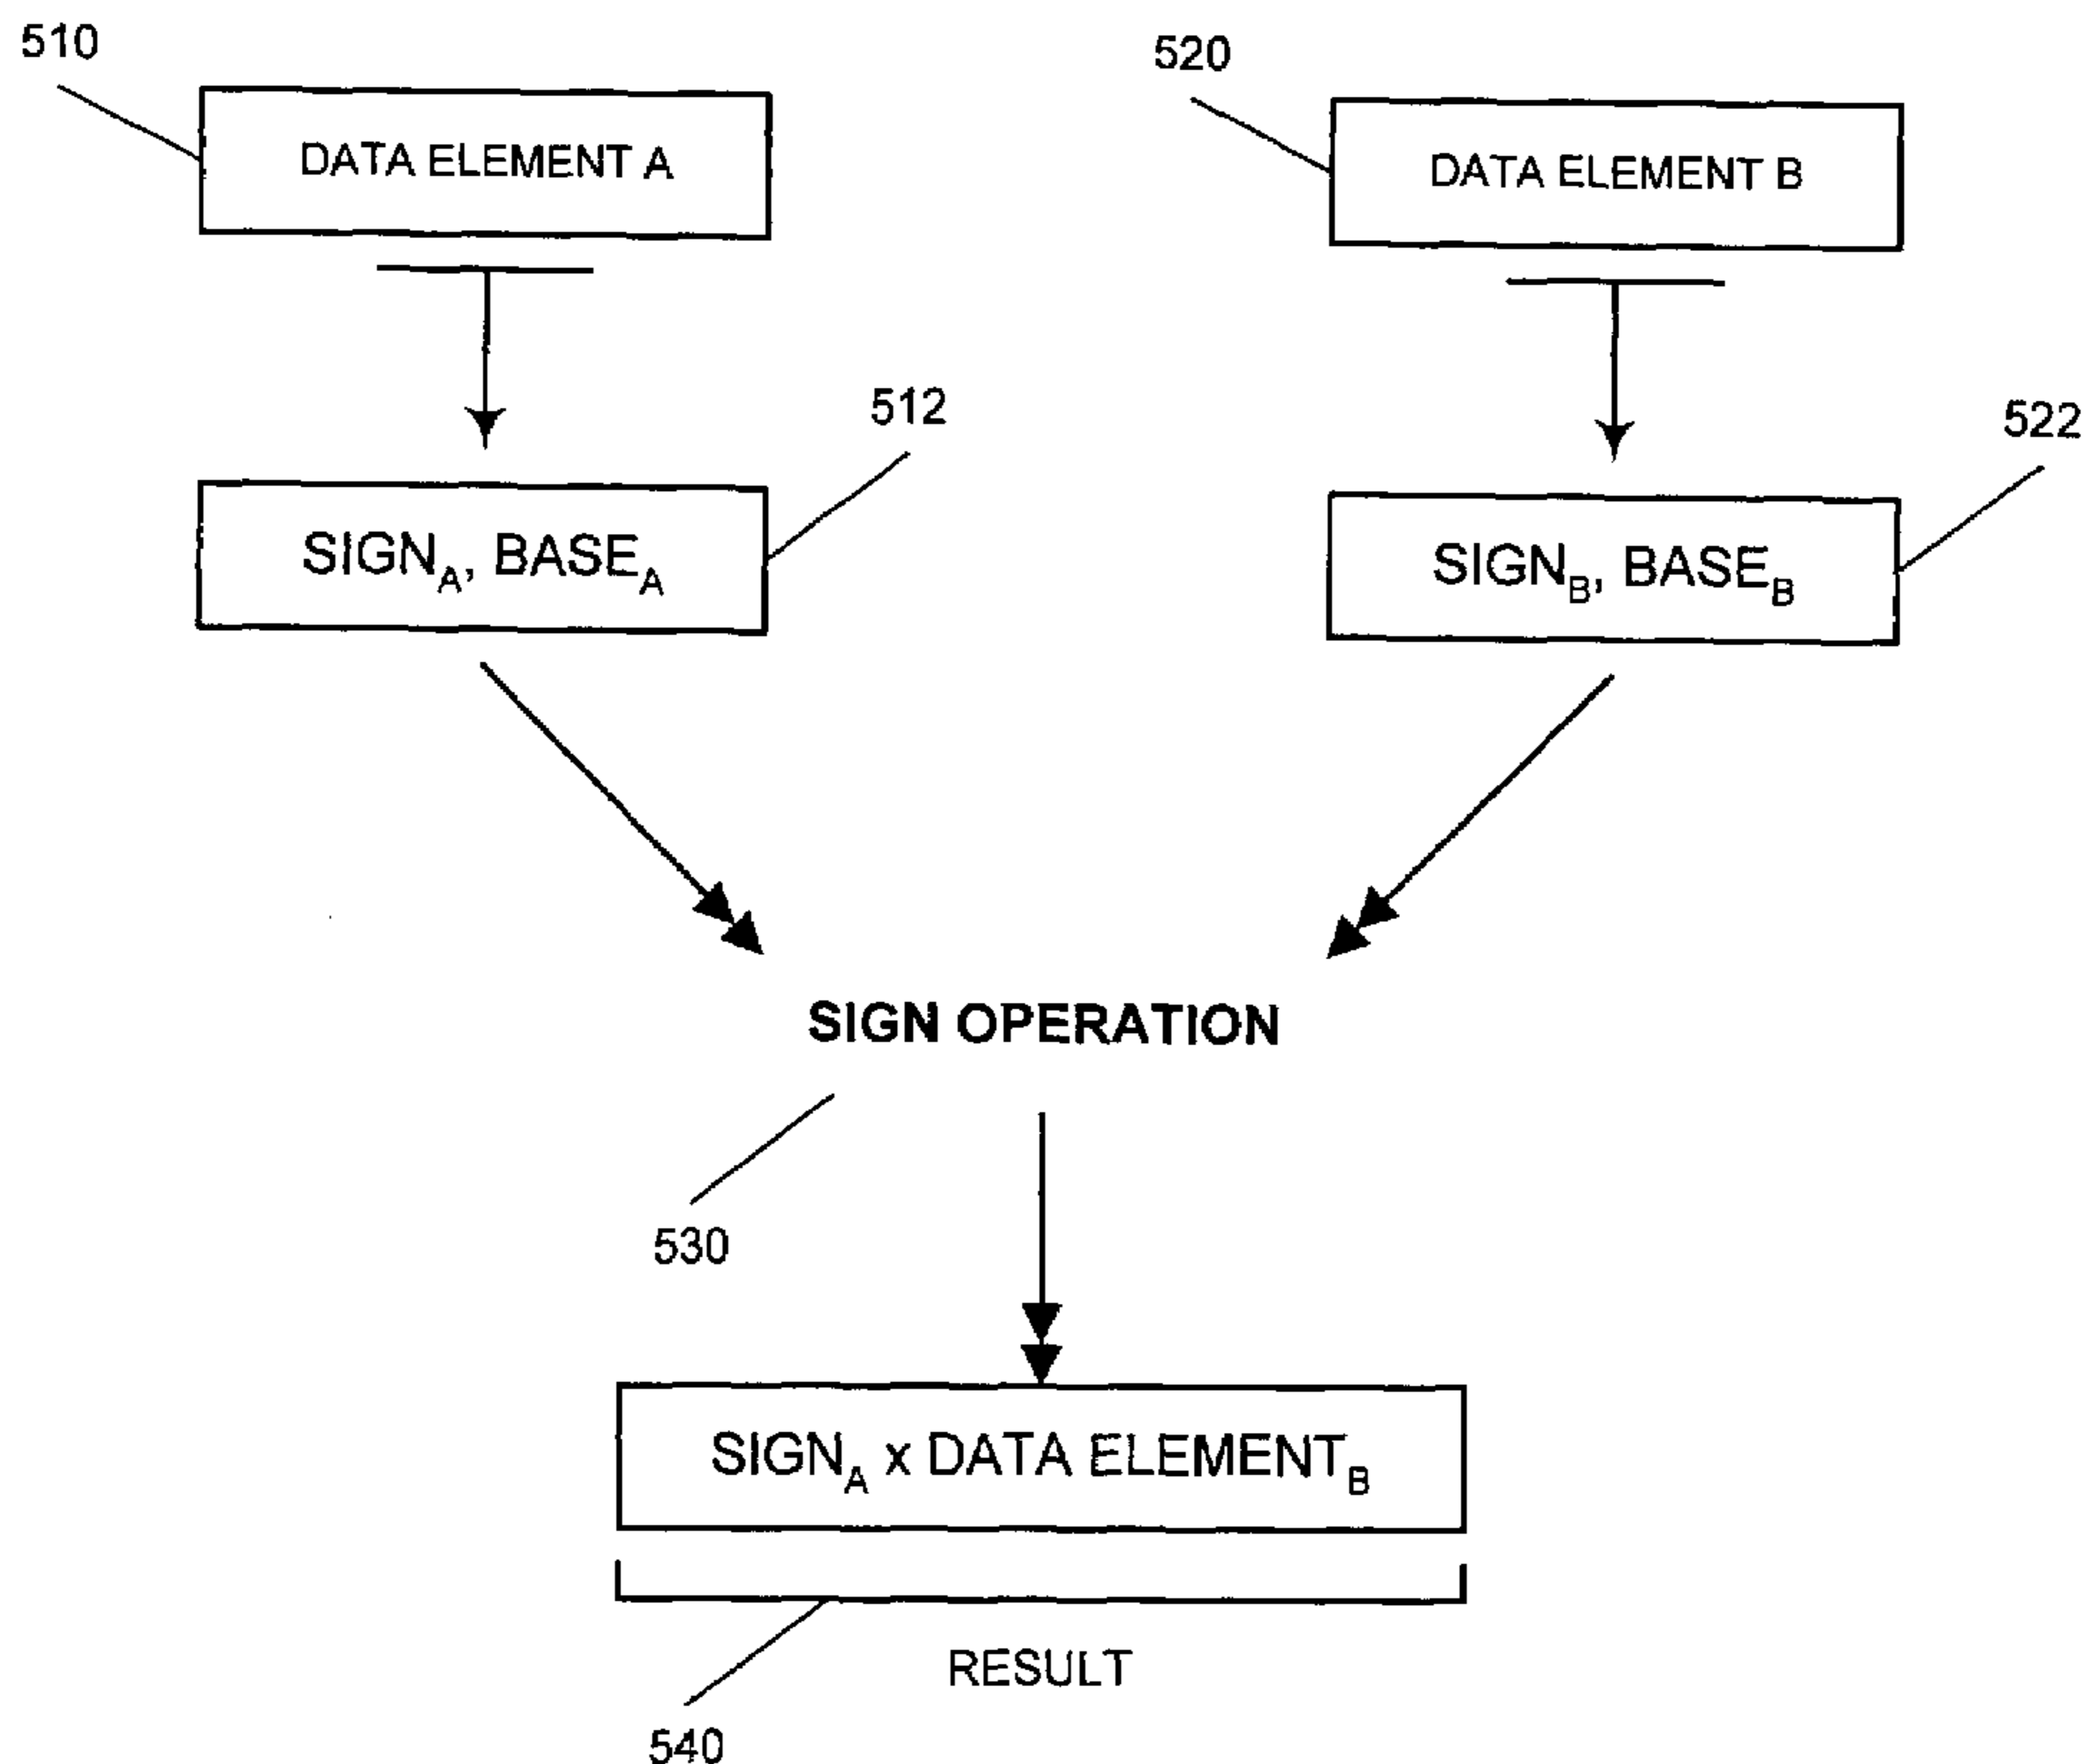 510
520
DATA ELEMENT A
DATA ELEMENT B
512
522
SIGNA, BASEA
SIGNB, BASEB
SIGN OPERATION
530
SIGNA x DATA ELEMENTB
RESULT
540